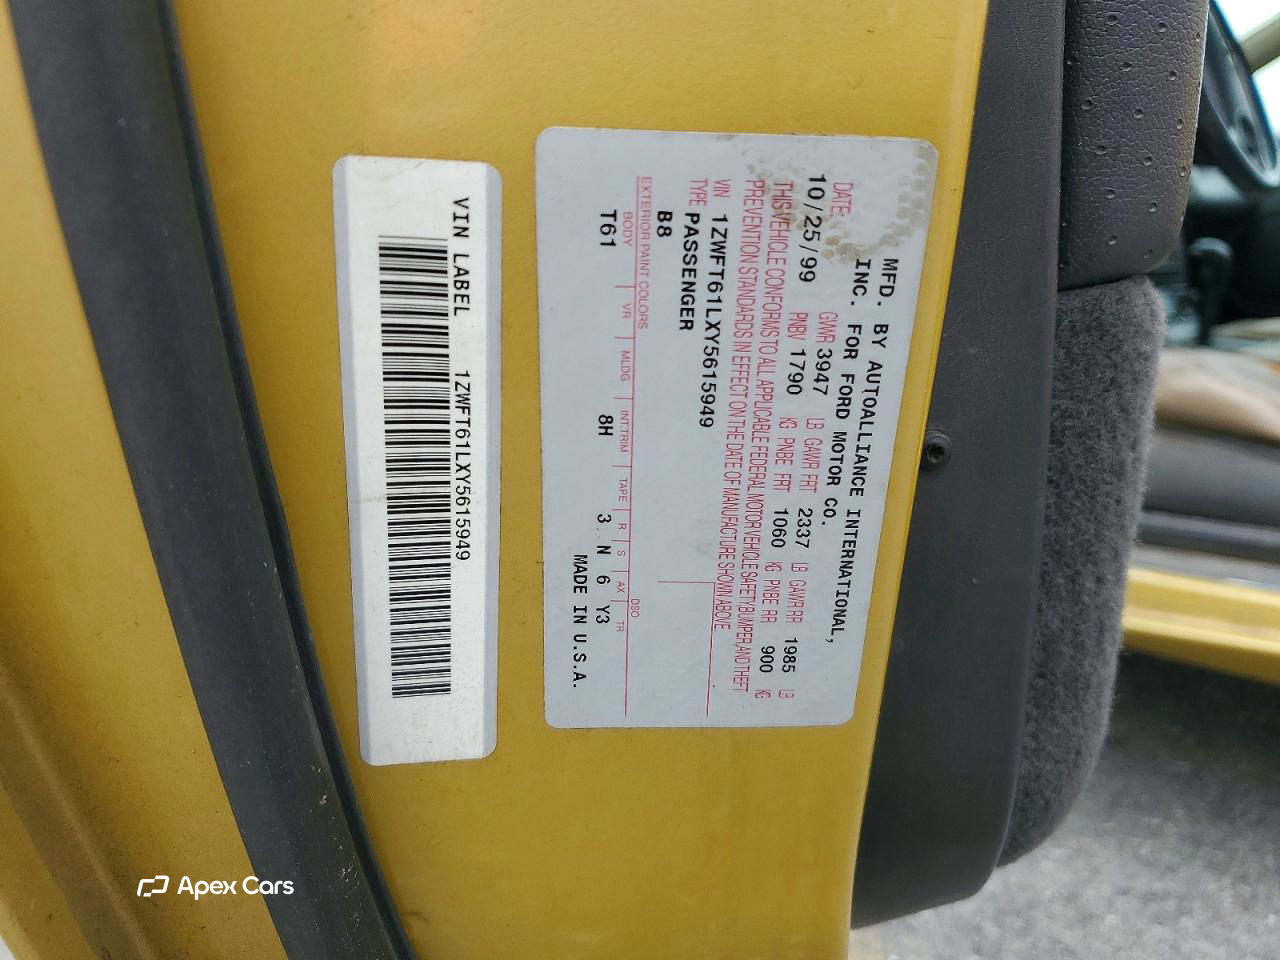 MFD. BY AUTOALLIANCE INTERNATIONAL,
INC. FOR FORD MOTOR CO.
DATE: 10/25/99
GVWR 3947 LB GAWR FRT 2337 LB GAWR RR 1985 LB
PNBV 1790 KG PNBE FRT 1060 KG PNBE RR 900 KG
THIS VEHICLE CONFORMS TO ALL APPLICABLE FEDERAL MOTOR VEHICLE SAFETY, BUMPER, AND THEFT
PREVENTION STANDARDS IN EFFECT ON THE DATE OF MANUFACTURE SHOWN ABOVE.
VIN 1ZWFT61LXY5615949
TYPE PASSENGER
B8
EXTERIOR PAINT COLORS DSO
BODY VR MLDG INT.TRIM TAPE R S AX TR
T61 8H 3. N 6 Y3
MADE IN U.S.A.
VIN LABEL 1ZWFT61LXY5615949
Apex Cars